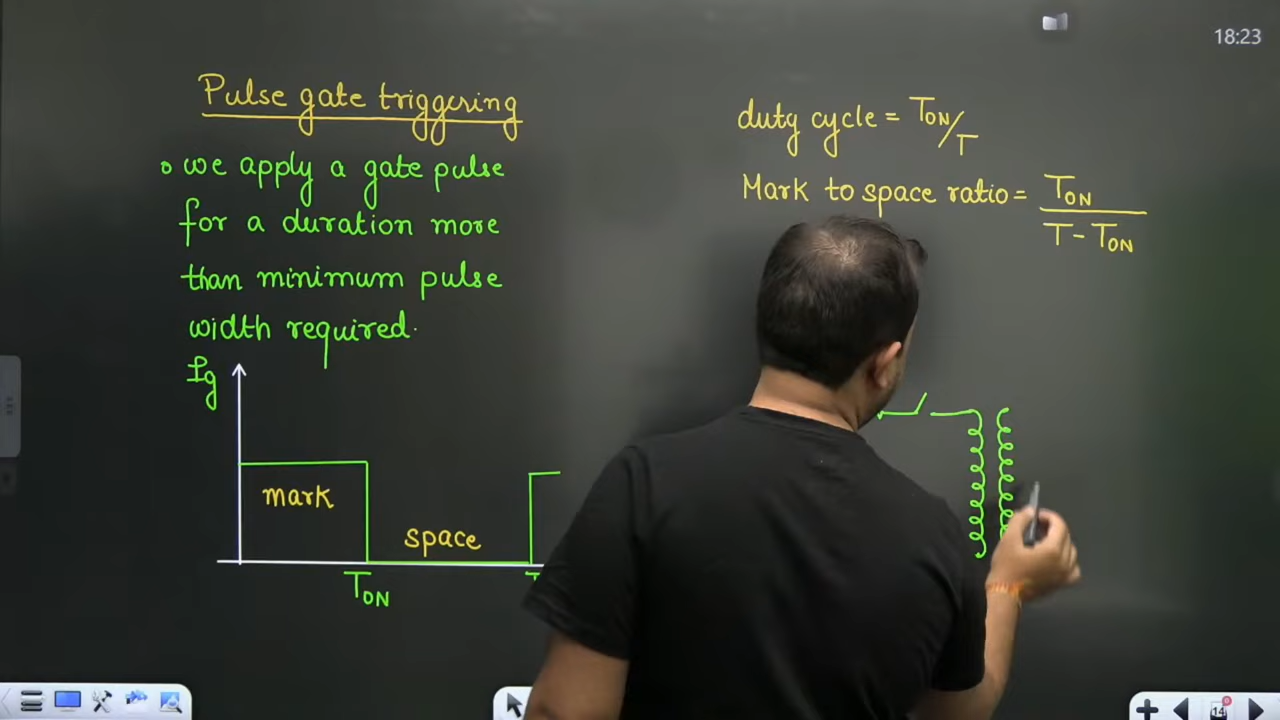 18:23
Pulse gate triggering
• we apply a gate pulse
for a duration more
than minimum pulse
width required.
Ig
mark
space
TON
T
duty cycle = TON/T
Mark to space ratio = TON
T - TON
14